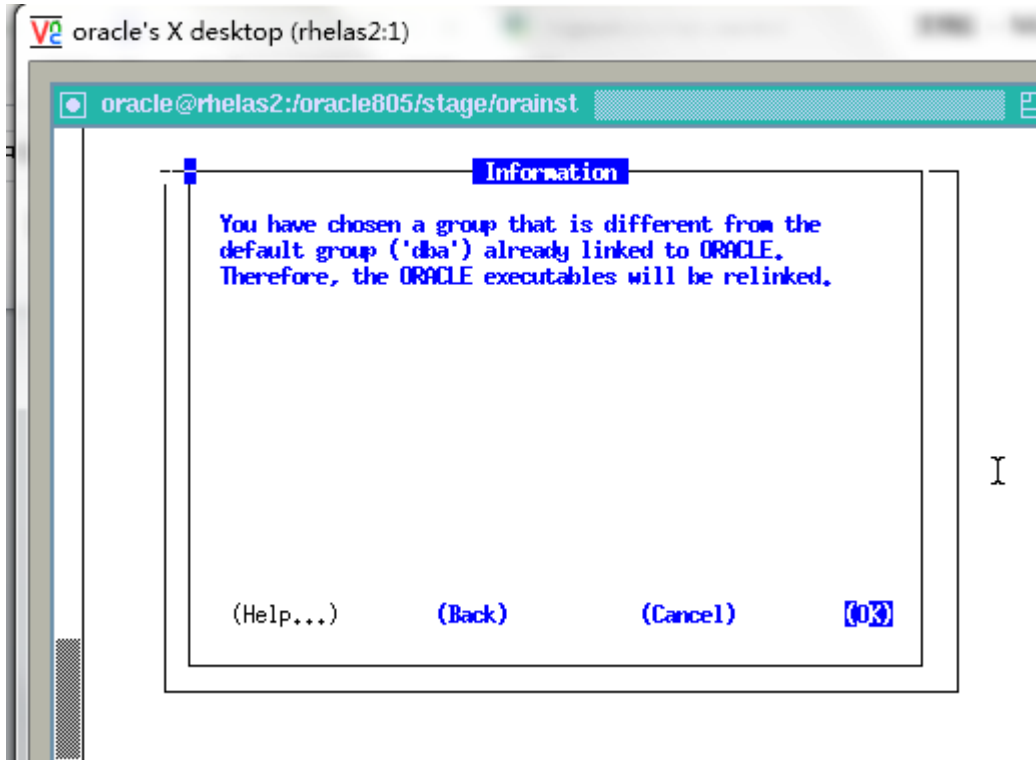 oracle's X desktop (rhelas2:1)
oracle@rhelas2:/oracle805/stage/orainst
Information
You have chosen a group that is different from the
default group ('dba') already linked to ORACLE.
Therefore, the ORACLE executables will be relinked.
(Help...) (Back) (Cancel) (OK)